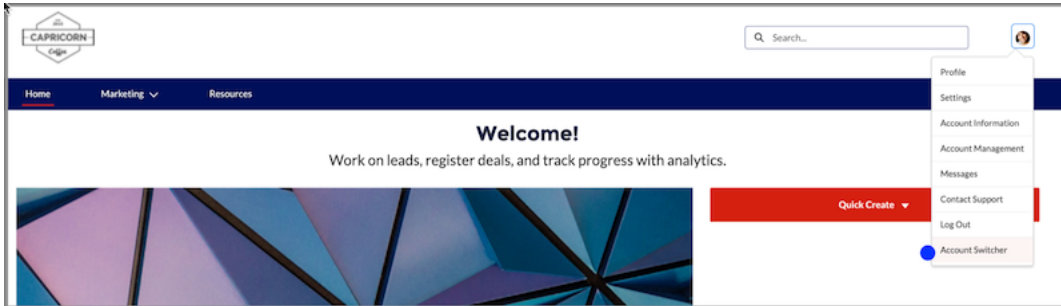 CAPRICORN
Coffee
Search...
Profile
Home
Marketing
Resources
Settings
Account Information
Welcome!
Account Management
Work on leads, register deals, and track progress with analytics.
Messages
Quick Create
Contact Support
Log Out
Account Switcher